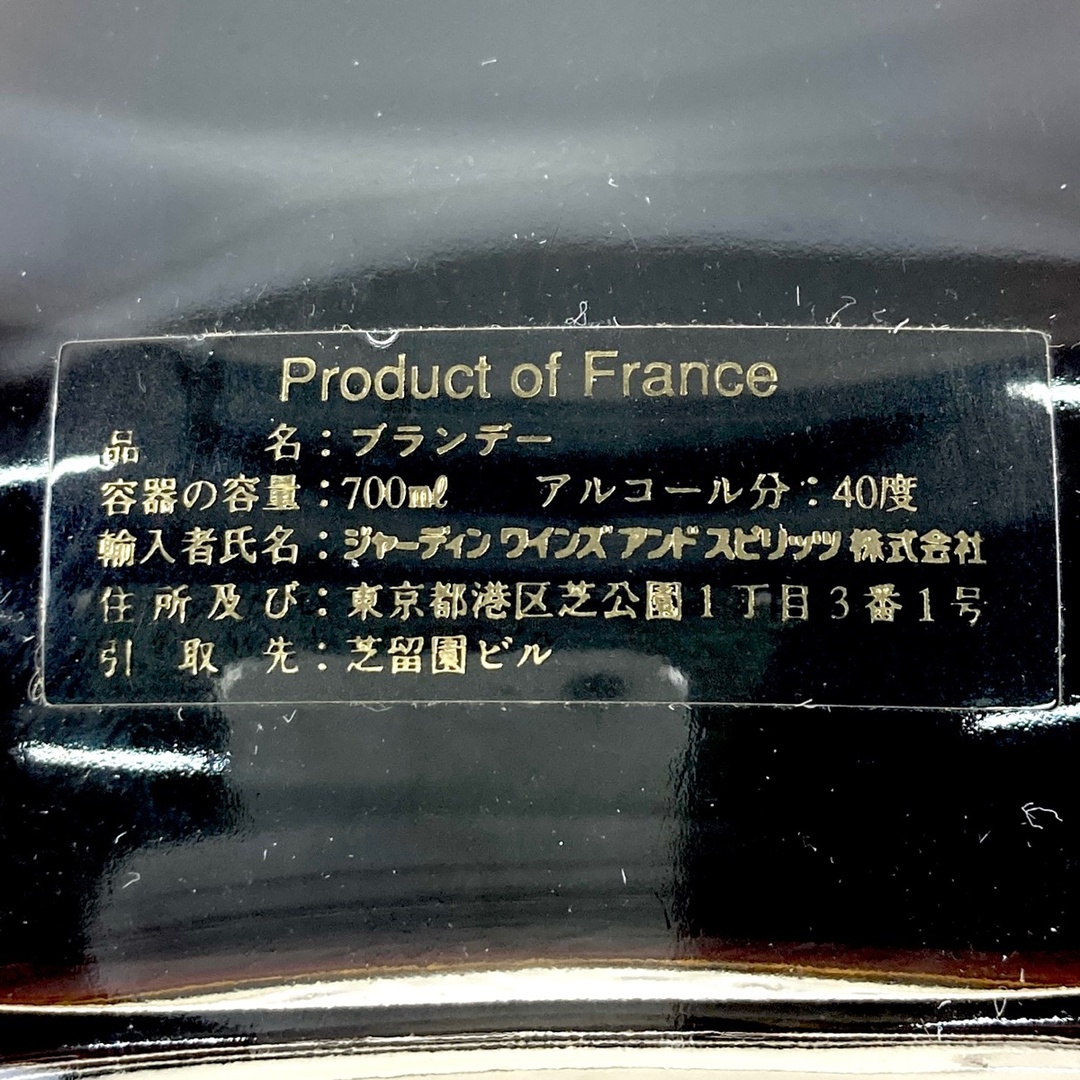 Product of France
品名：ブランデー
容器の容量：700㎖ アルコール分：40度
輸入者氏名：ジャーディン ワインズ アンド スピリッツ 株式会社
住所及び：東京都港区芝公園1丁目3番1号
引取先：芝留園ビル